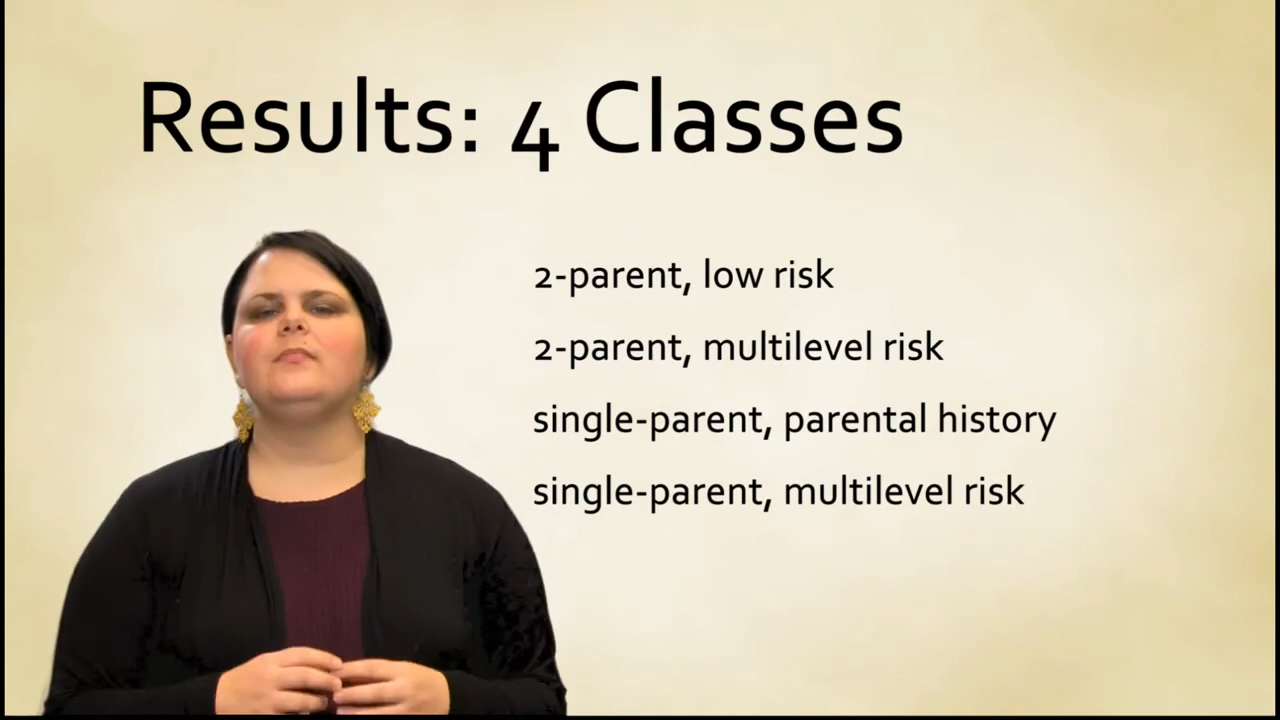 Results: 4 Classes
2-parent, low risk
2-parent, multilevel risk
single-parent, parental history
single-parent, multilevel risk